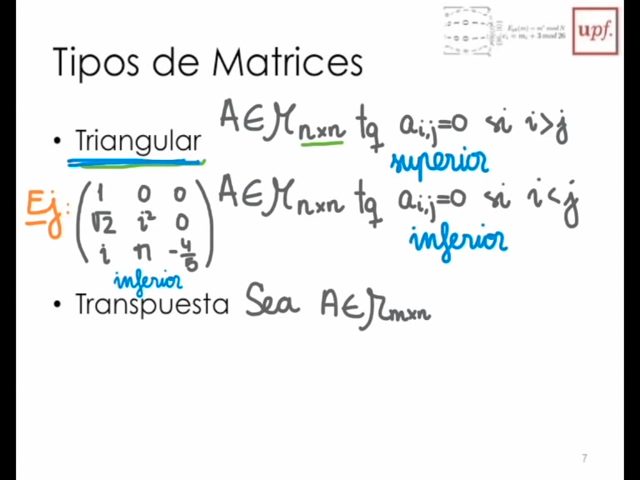 upf.
Tipos de Matrices
• Triangular A∈M_{n×n} tq a_{i,j}=0 si i>j
superior
A∈M_{n×n} tq a_{i,j}=0 si i<j
inferior
Ej:
1 0 0
√2 i² 0
i π -4/5
inferior
• Transpuesta Sea A∈M_{m×n}
7